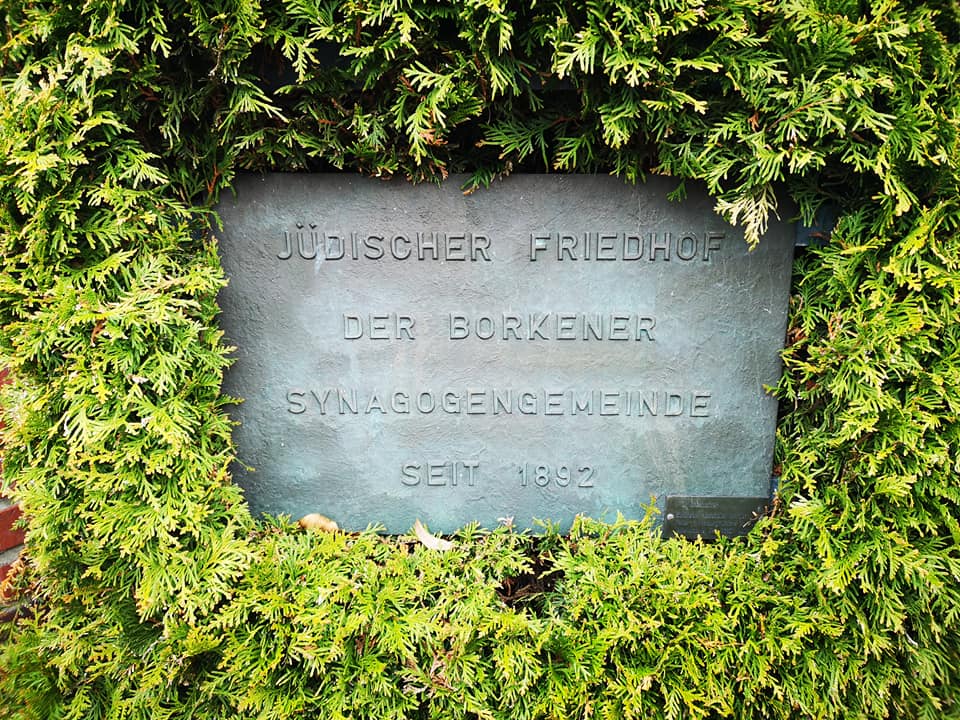 JÜDISCHER FRIEDHOF
DER BORKENER
SYNAGOGENGEMEINDE
SEIT 1892